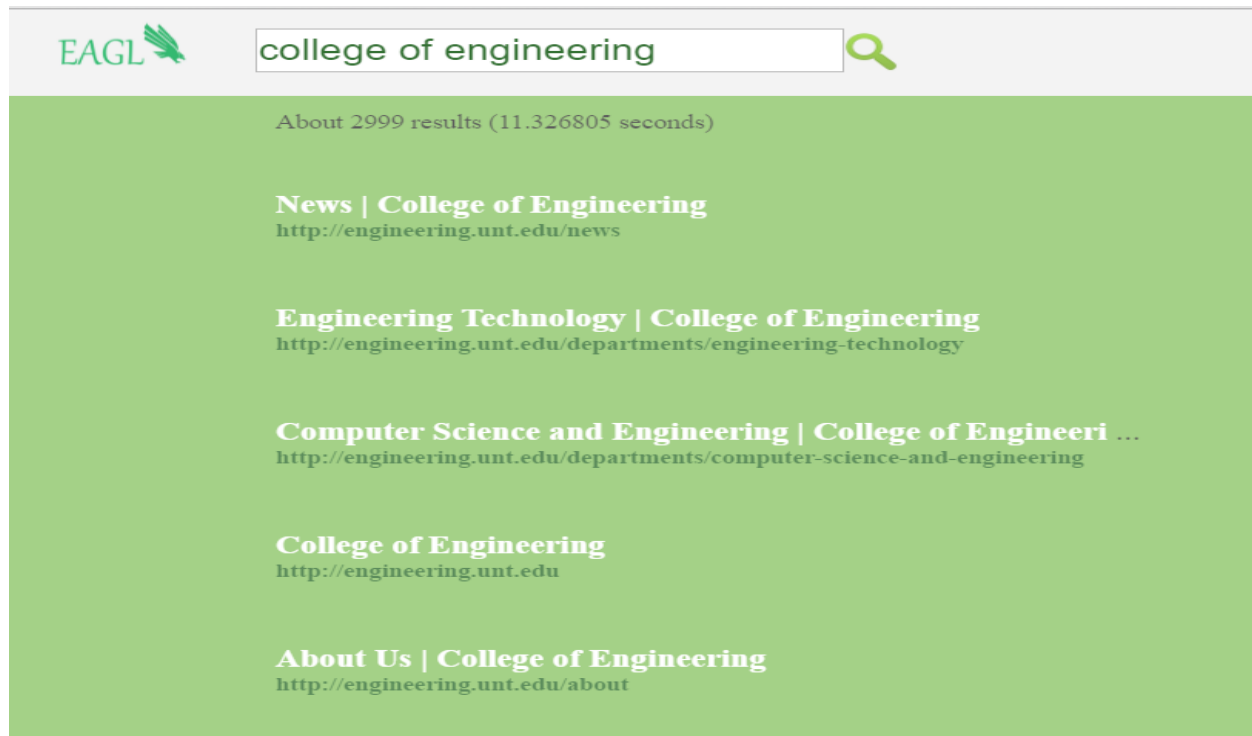 EAGL
college of engineering
About 2999 results (11.326805 seconds)
News | College of Engineering
http://engineering.unt.edu/news
Engineering Technology | College of Engineering
http://engineering.unt.edu/departments/engineering-technology
Computer Science and Engineering | College of Engineeri ...
http://engineering.unt.edu/departments/computer-science-and-engineering
College of Engineering
http://engineering.unt.edu
About Us | College of Engineering
http://engineering.unt.edu/about